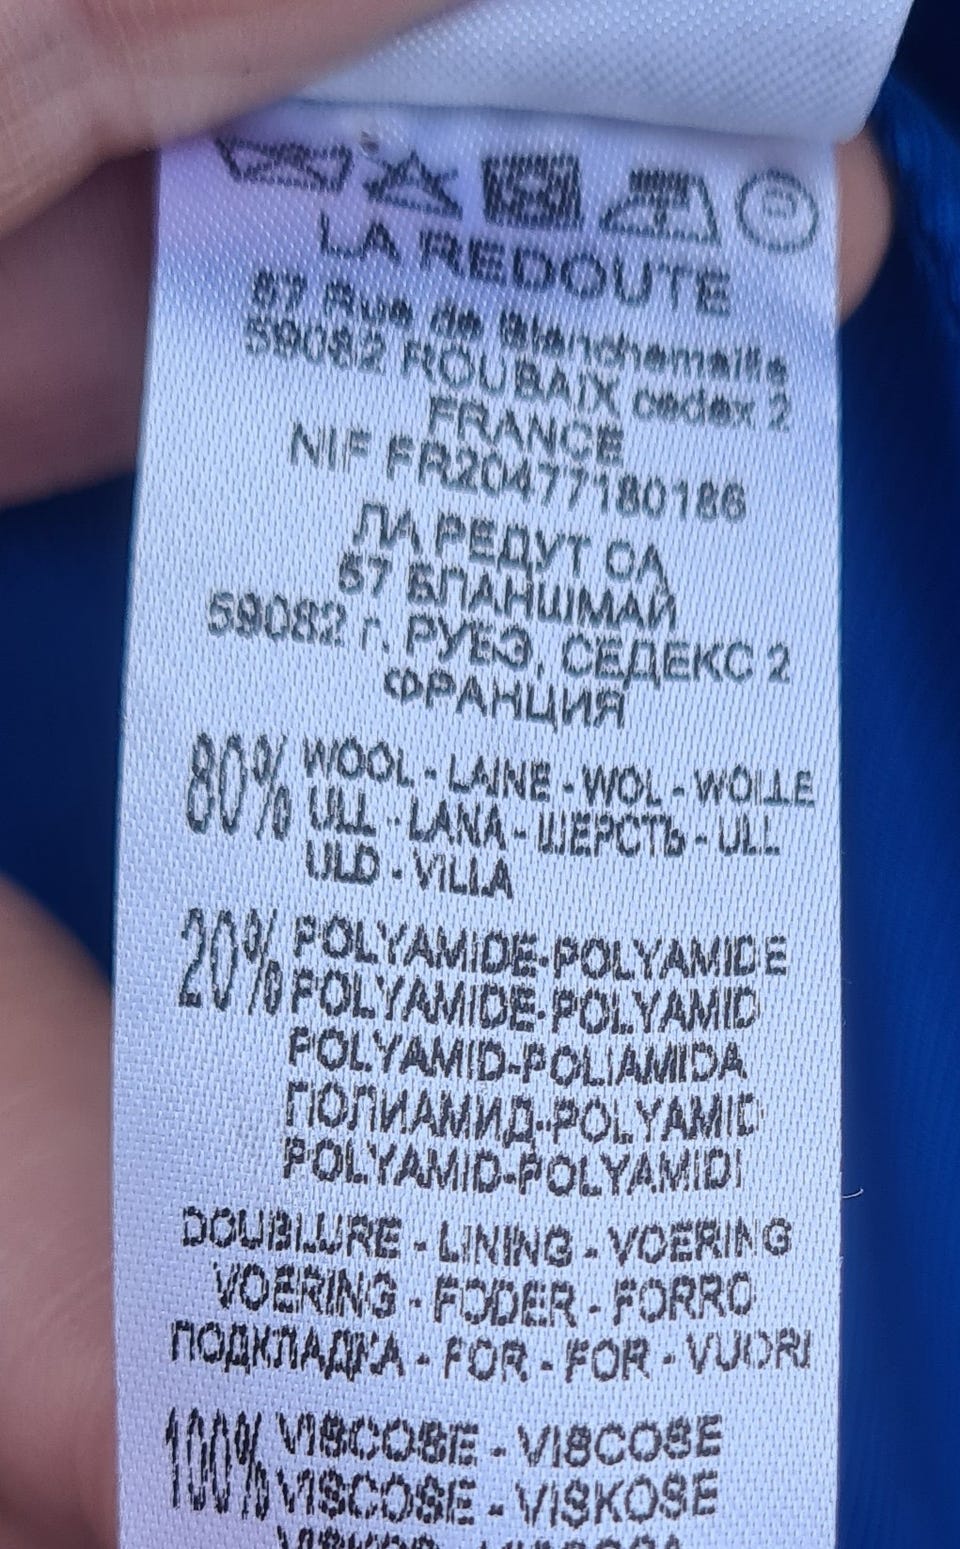 LA REDOUTE
57 Rue de Blanchemaille
59082 ROUBAIX cedex 2
FRANCE
NIF FR20477180186
ЛА РЕДУТ СА
57 БЛАНШМАЙ
59082 г. РУБЭ, СЕДЕКС 2
ФРАНЦИЯ
80% WOOL - LAINE - WOL - WOLLE
ULL - LANA - ШЕРСТЬ - ULL
ULD - VILLA
20% POLYAMIDE-POLYAMIDE
POLYAMIDE-POLYAMID
POLYAMID-POLIAMIDA
ПОЛИАМИД-POLYAMID
POLYAMID-POLYAMIDI
DOUBLURE - LINING - VOERING
VOERING - FODER - FORRO
ПОДКЛАДКА - FOR - FOR - VUORI
100% VISCOSE - VISCOSE
VISCOSE - VISKOSE